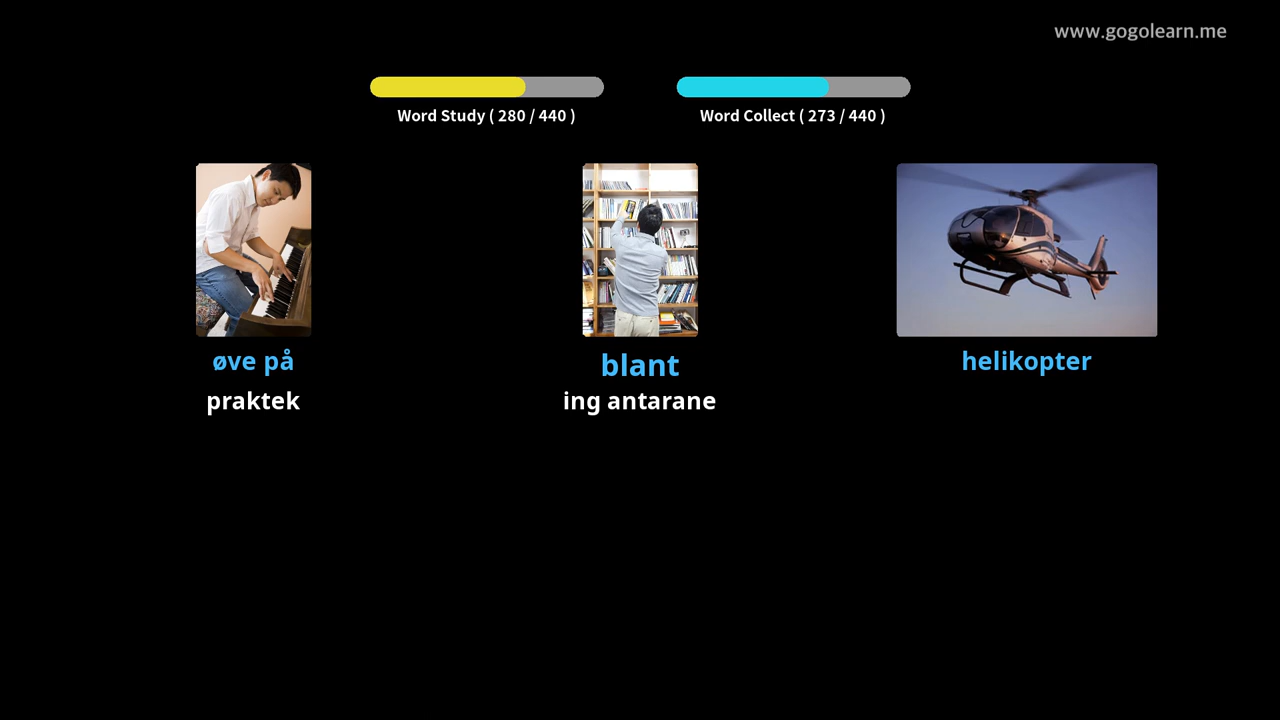 www.gogolearn.me
Word Study ( 280 / 440 )
Word Collect ( 273 / 440 )
øve på
blant
helikopter
praktek
ing antarane